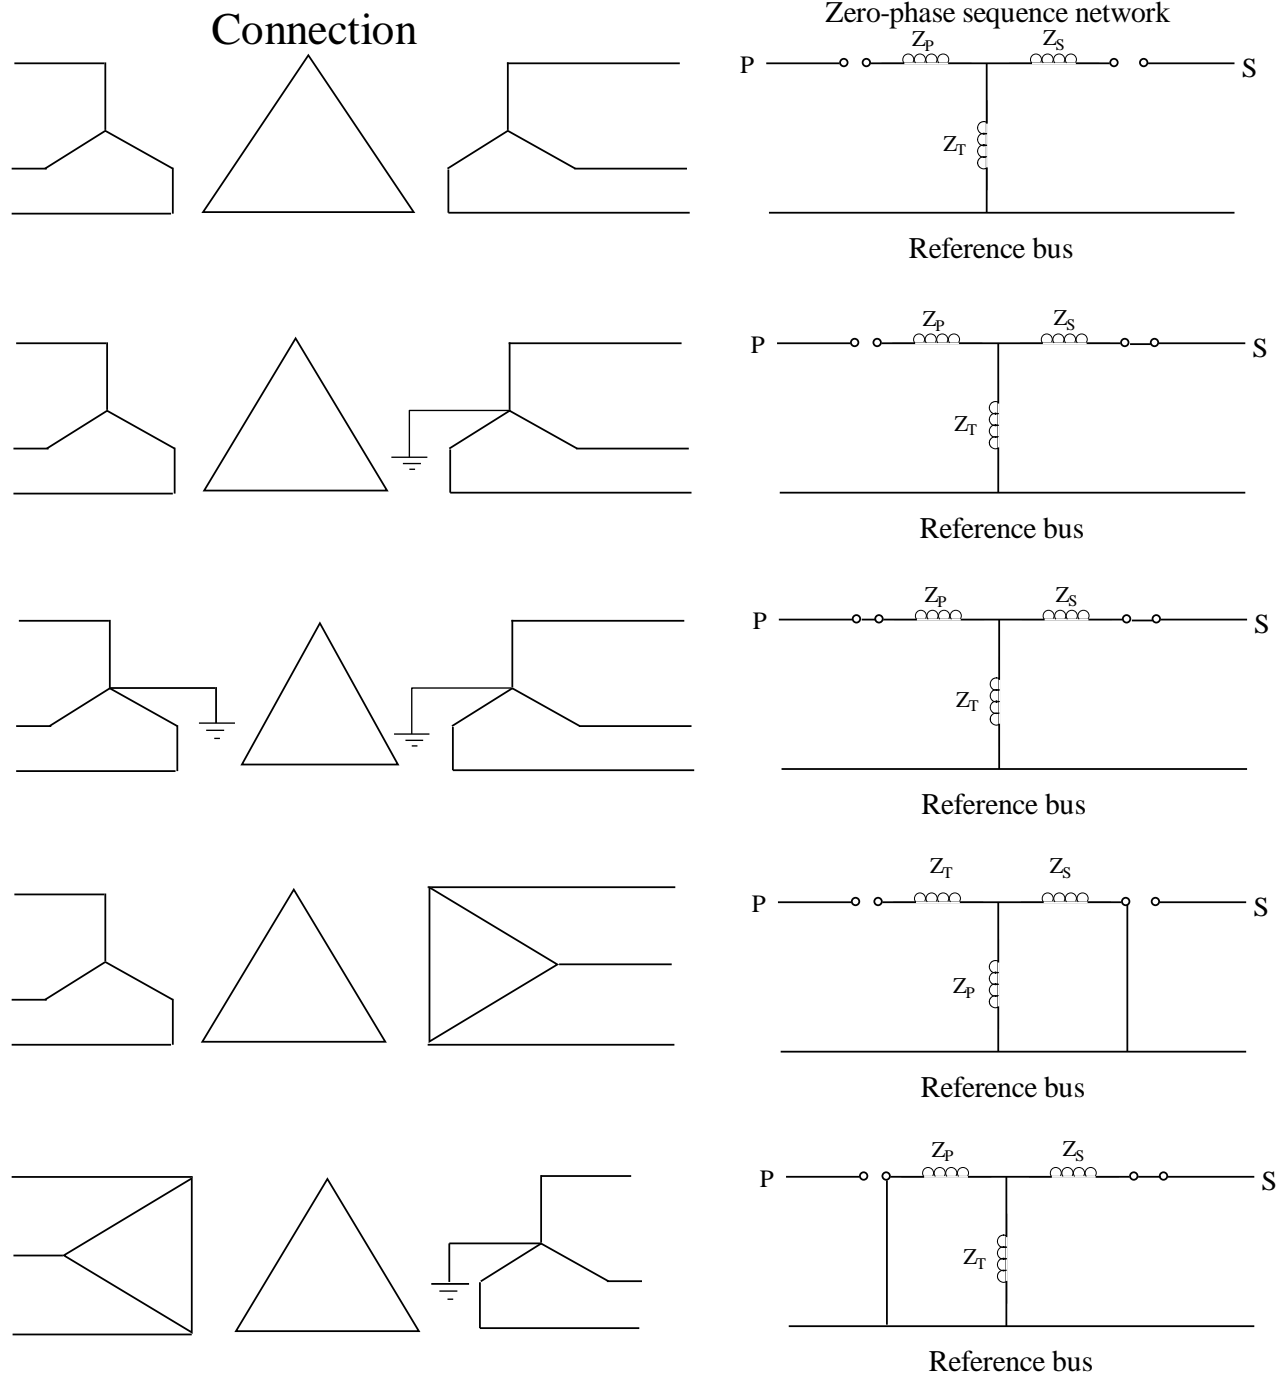 Connection
Zero-phase sequence network
P ZP ZS S
ZT
Reference bus
P ZP ZS S
ZT
Reference bus
P ZP ZS S
ZT
Reference bus
P ZT ZS S
ZP
Reference bus
P ZP ZS S
ZT
Reference bus